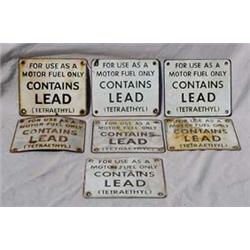 FOR USE AS A
MOTOR FUEL ONLY
CONTAINS
LEAD
(TETRAETHYL)
FOR USE AS A
MOTOR FUEL ONLY
CONTAINS
LEAD
(TETRAETHYL)
FOR USE AS A
MOTOR FUEL ONLY
CONTAINS
LEAD
(TETRAETHYL)
FOR USE AS A
MOTOR FUEL ONLY
CONTAINS
LEAD
(TETRAETHYL)
FOR USE AS A
MOTOR FUEL ONLY
CONTAINS
LEAD
(TETRAETHYL)
FOR USE AS A
MOTOR FUEL ONLY
CONTAINS
LEAD
(TETRAETHYL)
FOR USE AS A
MOTOR FUEL ONLY
CONTAINS
LEAD
(TETRAETHYL)